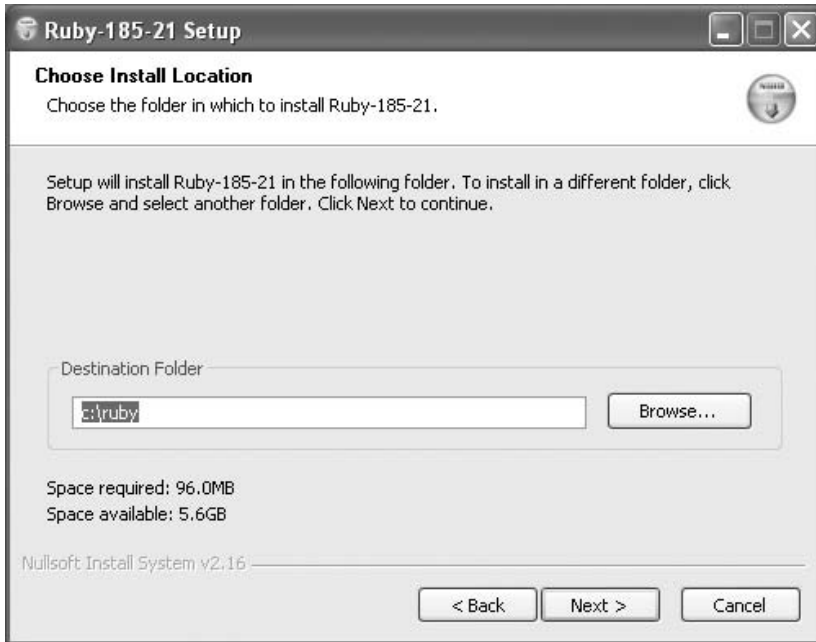 Ruby-185-21 Setup
Choose Install Location
Choose the folder in which to install Ruby-185-21.
Setup will install Ruby-185-21 in the following folder. To install in a different folder, click
Browse and select another folder. Click Next to continue.
Destination Folder
c:\ruby
Browse...
Space required: 96.0MB
Space available: 5.6GB
Nullsoft Install System v2.16
< Back
Next >
Cancel